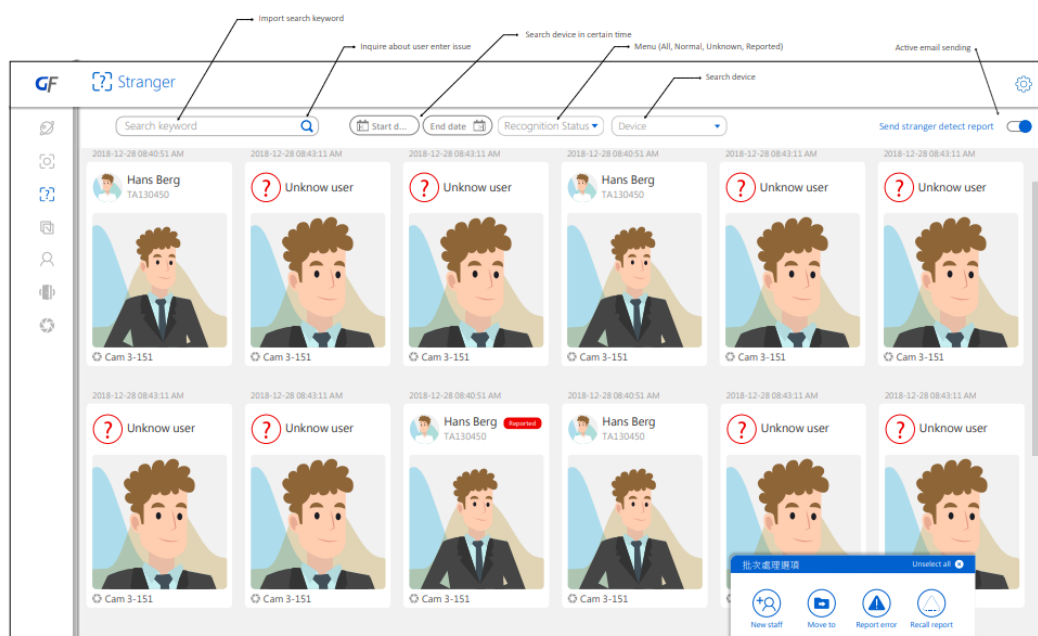 Import search keyword
Inquire about user enter issue
Search device in certain time
Menu (All, Normal, Unknown, Reported)
Search device
Active email sending
GF
[?] Stranger
Search keyword
Start d...
End date
Recognition Status
Device
Send stranger detect report
2018-12-28 08:40:51 AM 2018-12-28 08:43:11 AM 2018-12-28 08:43:11 AM 2018-12-28 08:40:51 AM 2018-12-28 08:43:11 AM 2018-12-28 08:43:11 AM
Hans Berg
TA130450
? Unknow user
? Unknow user
Hans Berg
TA130450
? Unknow user
? Unknow user
Cam 3-151 Cam 3-151 Cam 3-151 Cam 3-151 Cam 3-151 Cam 3-151
2018-12-28 08:43:11 AM 2018-12-28 08:43:11 AM 2018-12-28 08:40:51 AM 2018-12-28 08:40:51 AM 2018-12-28 08:43:11 AM 2018-12-28 08:43:11 AM
? Unknow user
? Unknow user
Hans Berg Reported
TA130450
Hans Berg
TA130450
? Unknow user
? Unknow user
Cam 3-151 Cam 3-151 Cam 3-151 Cam 3-151
批次處理選項 Unselect all
New staff Move to Report error Recall report